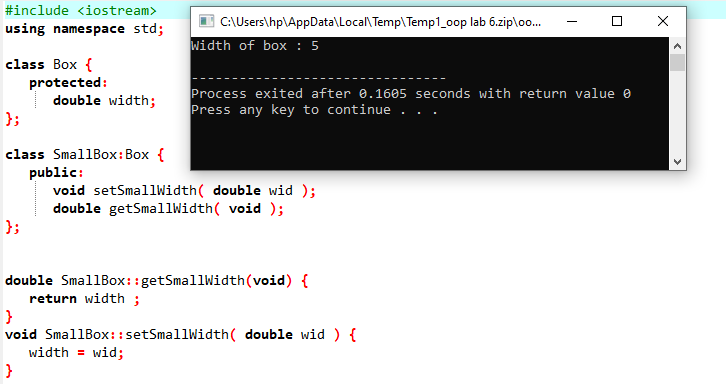 #include <iostream>
using namespace std;
class Box {
protected:
double width;
};
class SmallBox:Box {
public:
void setSmallWidth( double wid );
double getSmallWidth( void );
};
double SmallBox::getSmallWidth(void) {
return width ;
}
void SmallBox::setSmallWidth( double wid ) {
width = wid;
}
C:\Users\hp\AppData\Local\Temp\Temp1_oop lab 6.zip\oo...
Width of box : 5
--------------------------------
Process exited after 0.1605 seconds with return value 0
Press any key to continue . . .